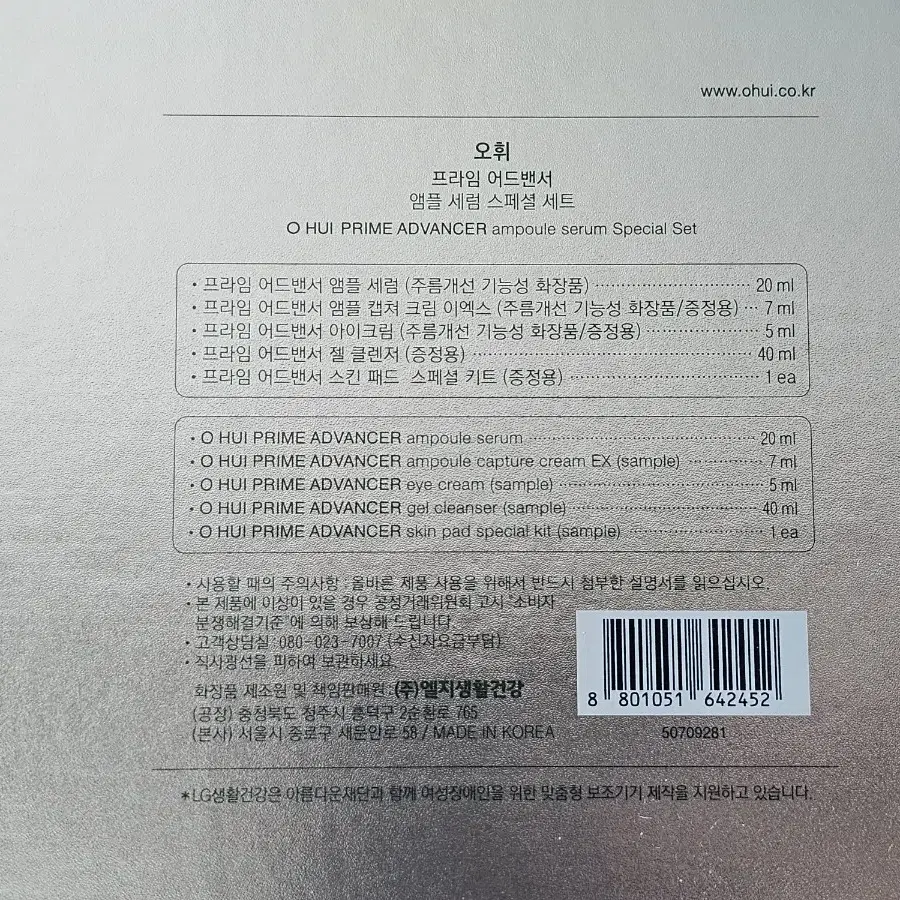 www.ohui.co.kr
오휘
프라임 어드밴서
앰플 세럼 스페셜 세트
O HUI PRIME ADVANCER ampoule serum Special Set
• 프라임 어드밴서 앰플 세럼 (주름개선 기능성 화장품) 20 ml
• 프라임 어드밴서 앰플 캡쳐 크림 이엑스 (주름개선 기능성 화장품/증정용) 7 ml
• 프라임 어드밴서 아이크림 (주름개선 기능성 화장품/증정용) 5 ml
• 프라임 어드밴서 젤 클렌저 (증정용) 40 ml
• 프라임 어드밴서 스킨 패드 스페셜 키트 (증정용) 1 ea
• O HUI PRIME ADVANCER ampoule serum 20 ml
• O HUI PRIME ADVANCER ampoule capture cream EX (sample) 7 ml
• O HUI PRIME ADVANCER eye cream (sample) 5 ml
• O HUI PRIME ADVANCER gel cleanser (sample) 40 ml
• O HUI PRIME ADVANCER skin pad special kit (sample) 1 ea
• 사용할 때의 주의사항 : 올바른 제품 사용을 위해서 반드시 첨부한 설명서를 읽으십시오.
• 본 제품에 이상이 있을 경우 공정거래위원회 고시 "소비자
분쟁해결기준"에 의해 보상해 드립니다.
• 고객상담실 : 080-023-7007 (수신자요금부담)
• 직사광선을 피하여 보관하세요.
화장품 제조원 및 책임판매원 : (주)엘지생활건강
(공장) 충청북도 청주시 흥덕구 2순환로 765
(본사) 서울시 종로구 새문안로 58 / MADE IN KOREA
8 801051 642452
50709281
*LG생활건강은 아름다운재단과 함께 여성장애인을 위한 맞춤형 보조기기 제작을 지원하고 있습니다.